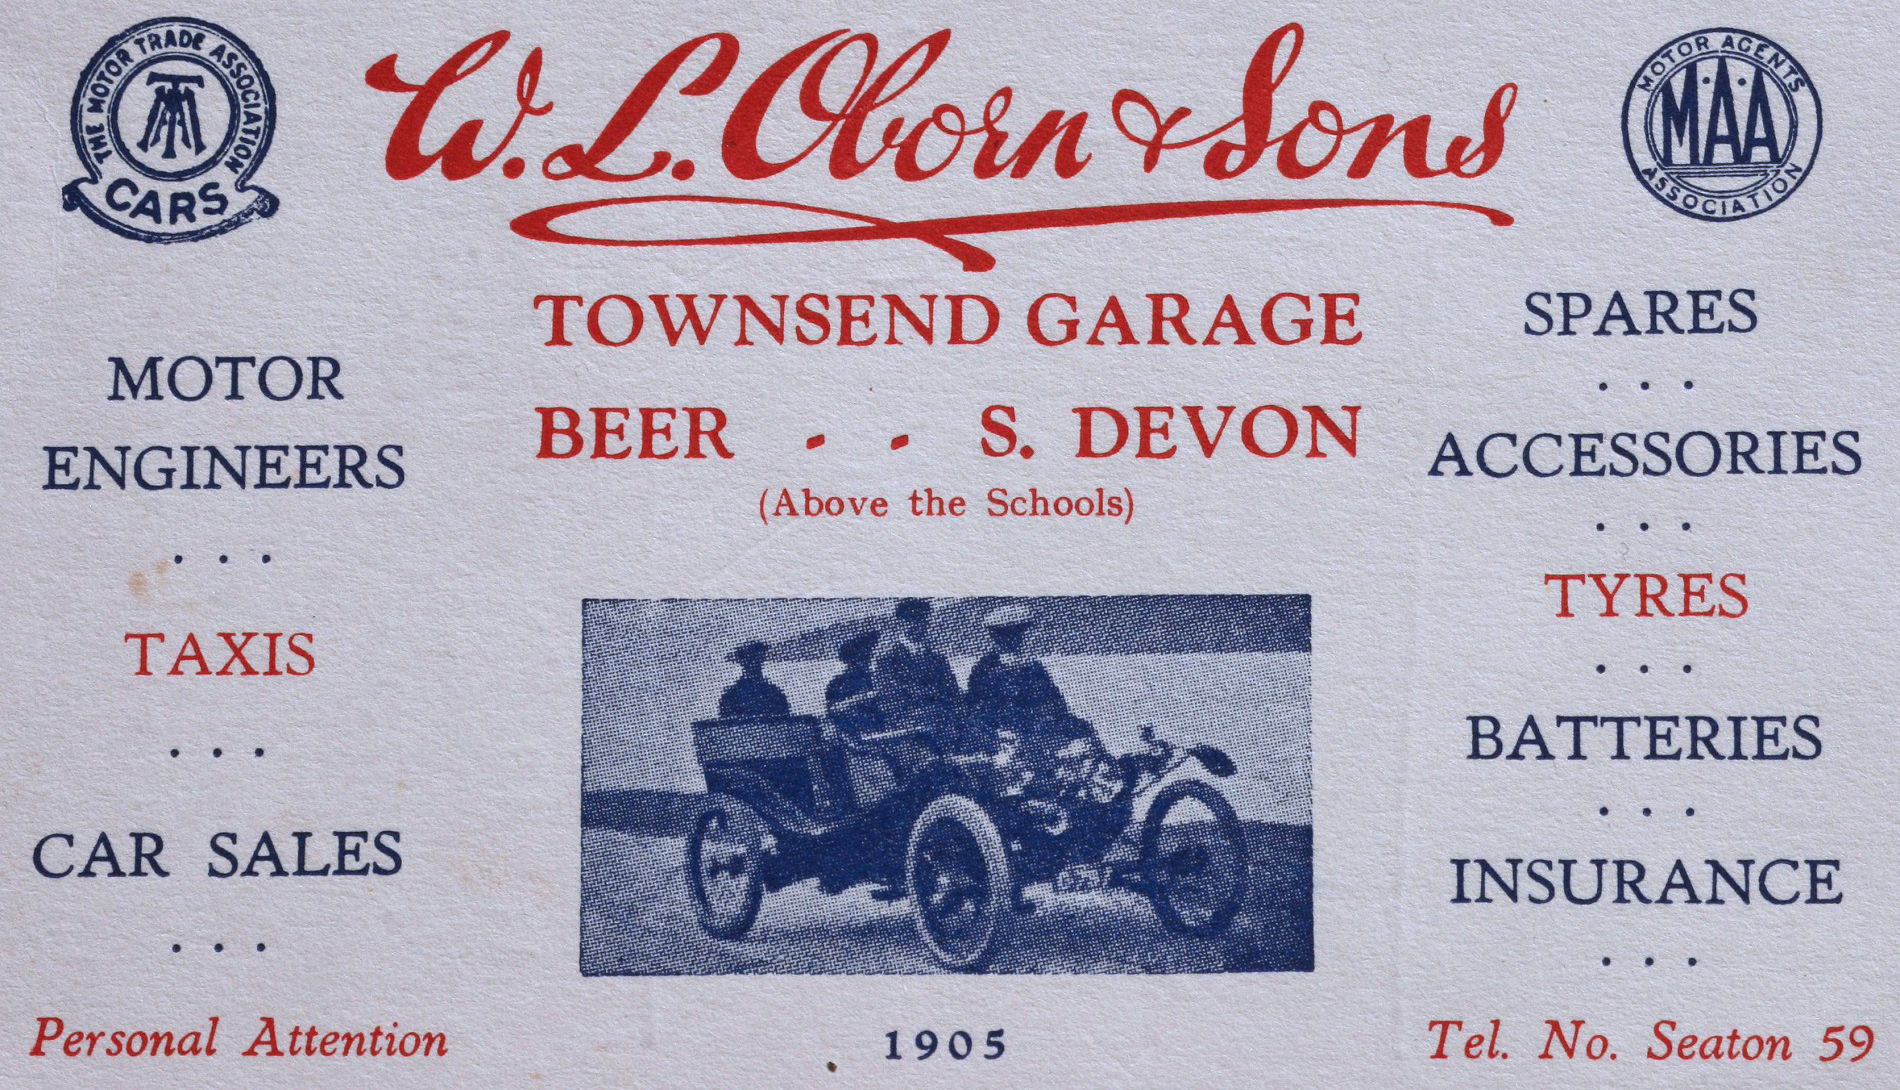 THE MOTOR TRADE ASSOCIATION
MTA
CARS
W. L. Oborn & Sons
MOTOR AGENTS
M·A·A
ASSOCIATION
TOWNSEND GARAGE
BEER - - S. DEVON
(Above the Schools)
MOTOR
ENGINEERS
. . .
TAXIS
. . .
CAR SALES
. . .
Personal Attention
SPARES
. . .
ACCESSORIES
. . .
TYRES
. . .
BATTERIES
. . .
INSURANCE
. . .
1905
Tel. No. Seaton 59